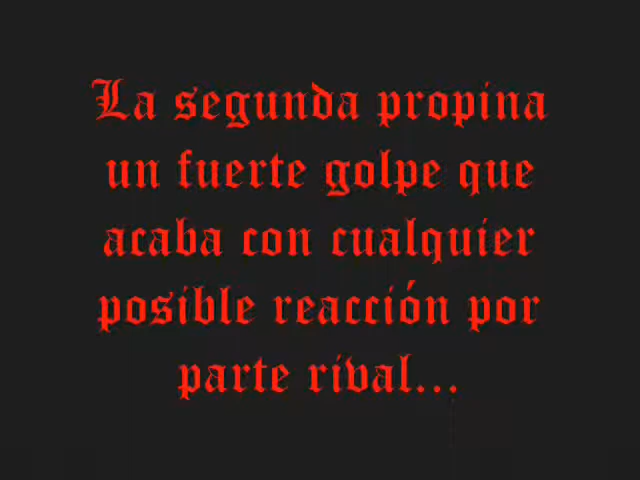 La segunda propina
un fuerte golpe que
acaba con cualquier
posible reacción por
parte rival...